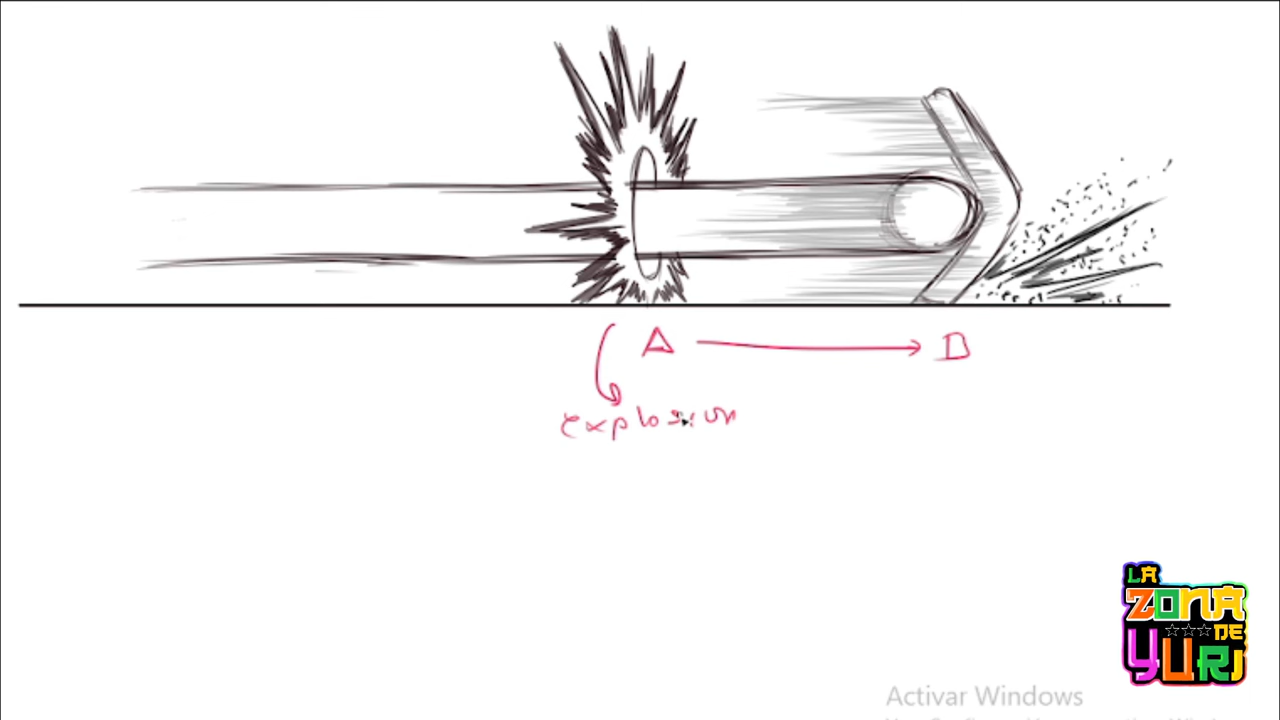 A → B
explosion
LA
ZONA
DE
YURI
Activar Windows